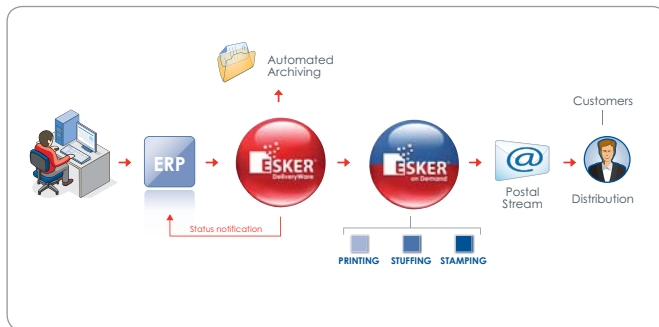 Automated
Archiving
Customers
ERP
ESKER
DeliveryWare
ESKER
on Demand
@
Postal
Stream
Distribution
Status notification
PRINTING
STUFFING
STAMPING